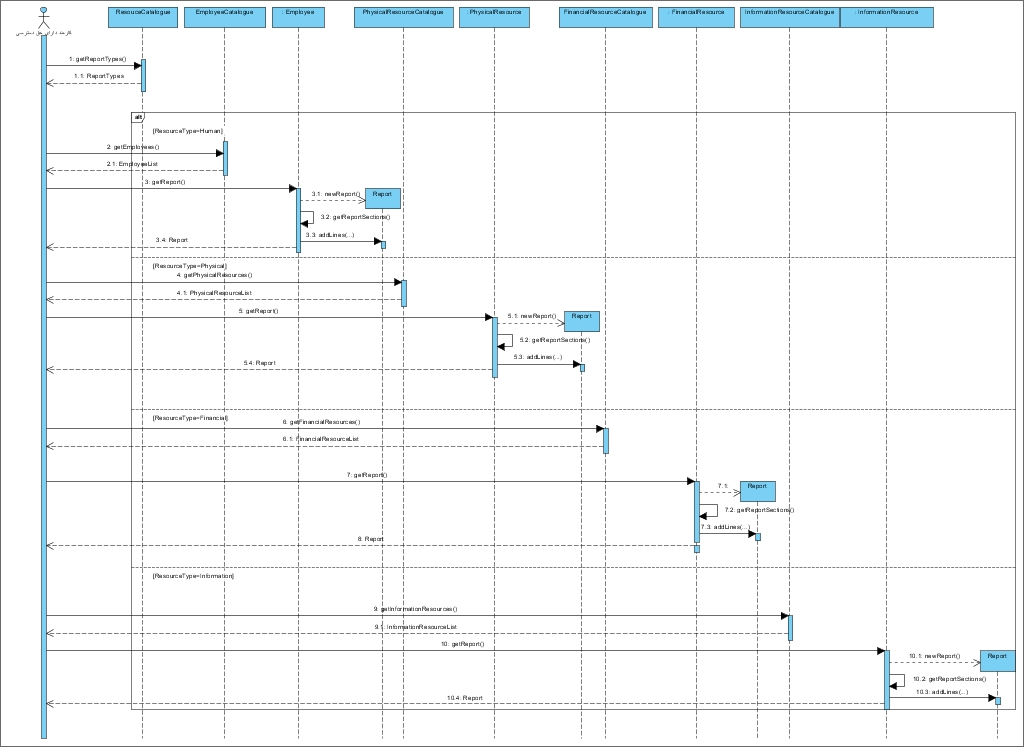 ResouceCatalogue
EmployeeCatalogue
: Employee
PhysicalResourceCatalogue
: PhysicalResource
FinancialResourceCatalogue
: FinancialResource
InformationResourceCatalogue
: InformationResource
کارمند دارای حق دسترسی
1: getReportTypes()
1.1: ReportTypes
alt
[ResourceType=Human]
2: getEmployees()
2.1: EmployeeList
3: getReport()
3.1: newReport()
Report
3.2: getReportSections()
3.3: addLines(...)
3.4: Report
[ResourceType=Physical]
4: getPhysicalResources()
4.1: PhysicalResourceList
5: getReport()
5.1: newReport()
Report
5.2: getReportSections()
5.3: addLines(...)
5.4: Report
[ResourceType=Financial]
6: getFinancialResources()
6.1: FinancialResourceList
7: getReport()
7.1:
Report
7.2: getReportSections()
7.3: addLines(...)
8: Report
[ResourceType=Information]
9: getInformationResources()
9.1: InformationResourceList
10: getReport()
10.1: newReport()
Report
10.2: getReportSections()
10.3: addLines(...)
10.4: Report